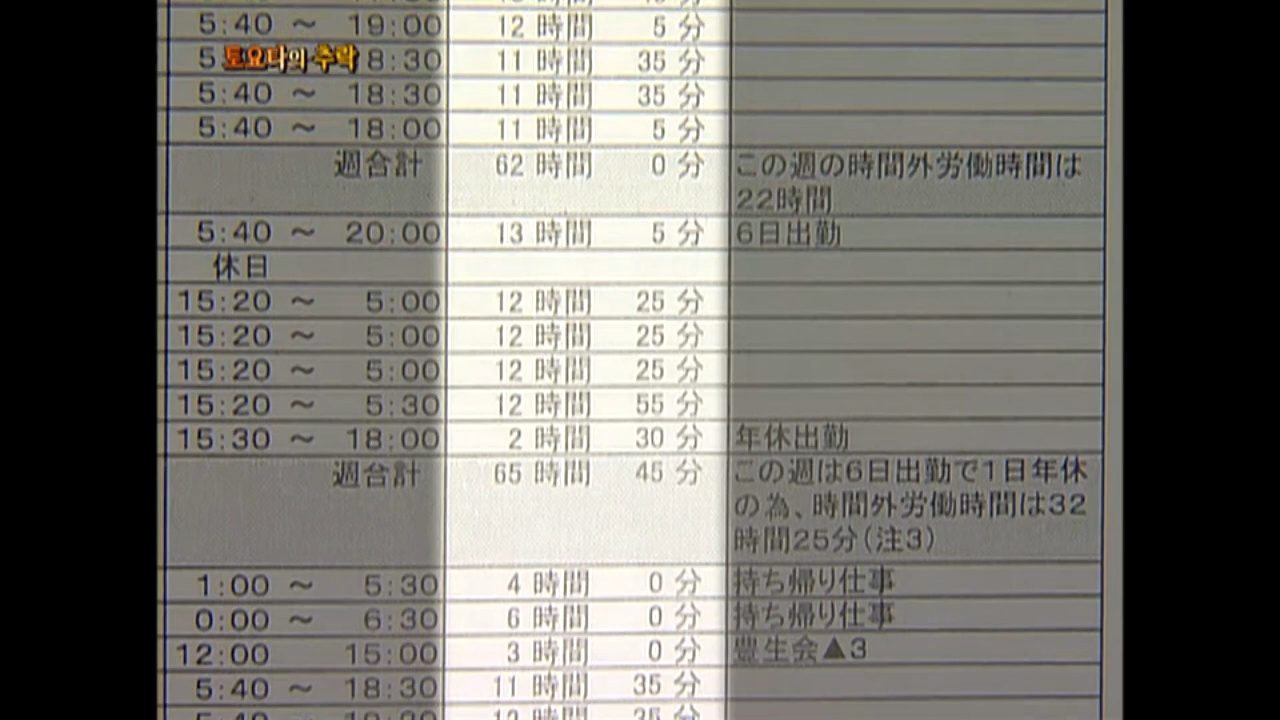 5:40 ～ 19:00 12 時間 5 分
5 토요타의 추락 8:30 11 時間 35 分
5:40 ～ 18:30 11 時間 35 分
5:40 ～ 18:00 11 時間 5 分
週合計 62 時間 0 分 この週の時間外労働時間は
22時間
5:40 ～ 20:00 13 時間 5 分 6日出勤
休日
15:20 ～ 5:00 12 時間 25 分
15:20 ～ 5:00 12 時間 25 分
15:20 ～ 5:00 12 時間 25 分
15:20 ～ 5:30 12 時間 55 分
15:30 ～ 18:00 2 時間 30 分 年休出勤
週合計 65 時間 45 分 この週は6日出勤で1日年休
の為、時間外労働時間は32
時間25分(注3)
1:00 ～ 5:30 4 時間 0 分 持ち帰り仕事
0:00 ～ 6:30 6 時間 0 分 持ち帰り仕事
12:00 15:00 3 時間 0 分 豊生会▲3
5:40 ～ 18:30 11 時間 35 分